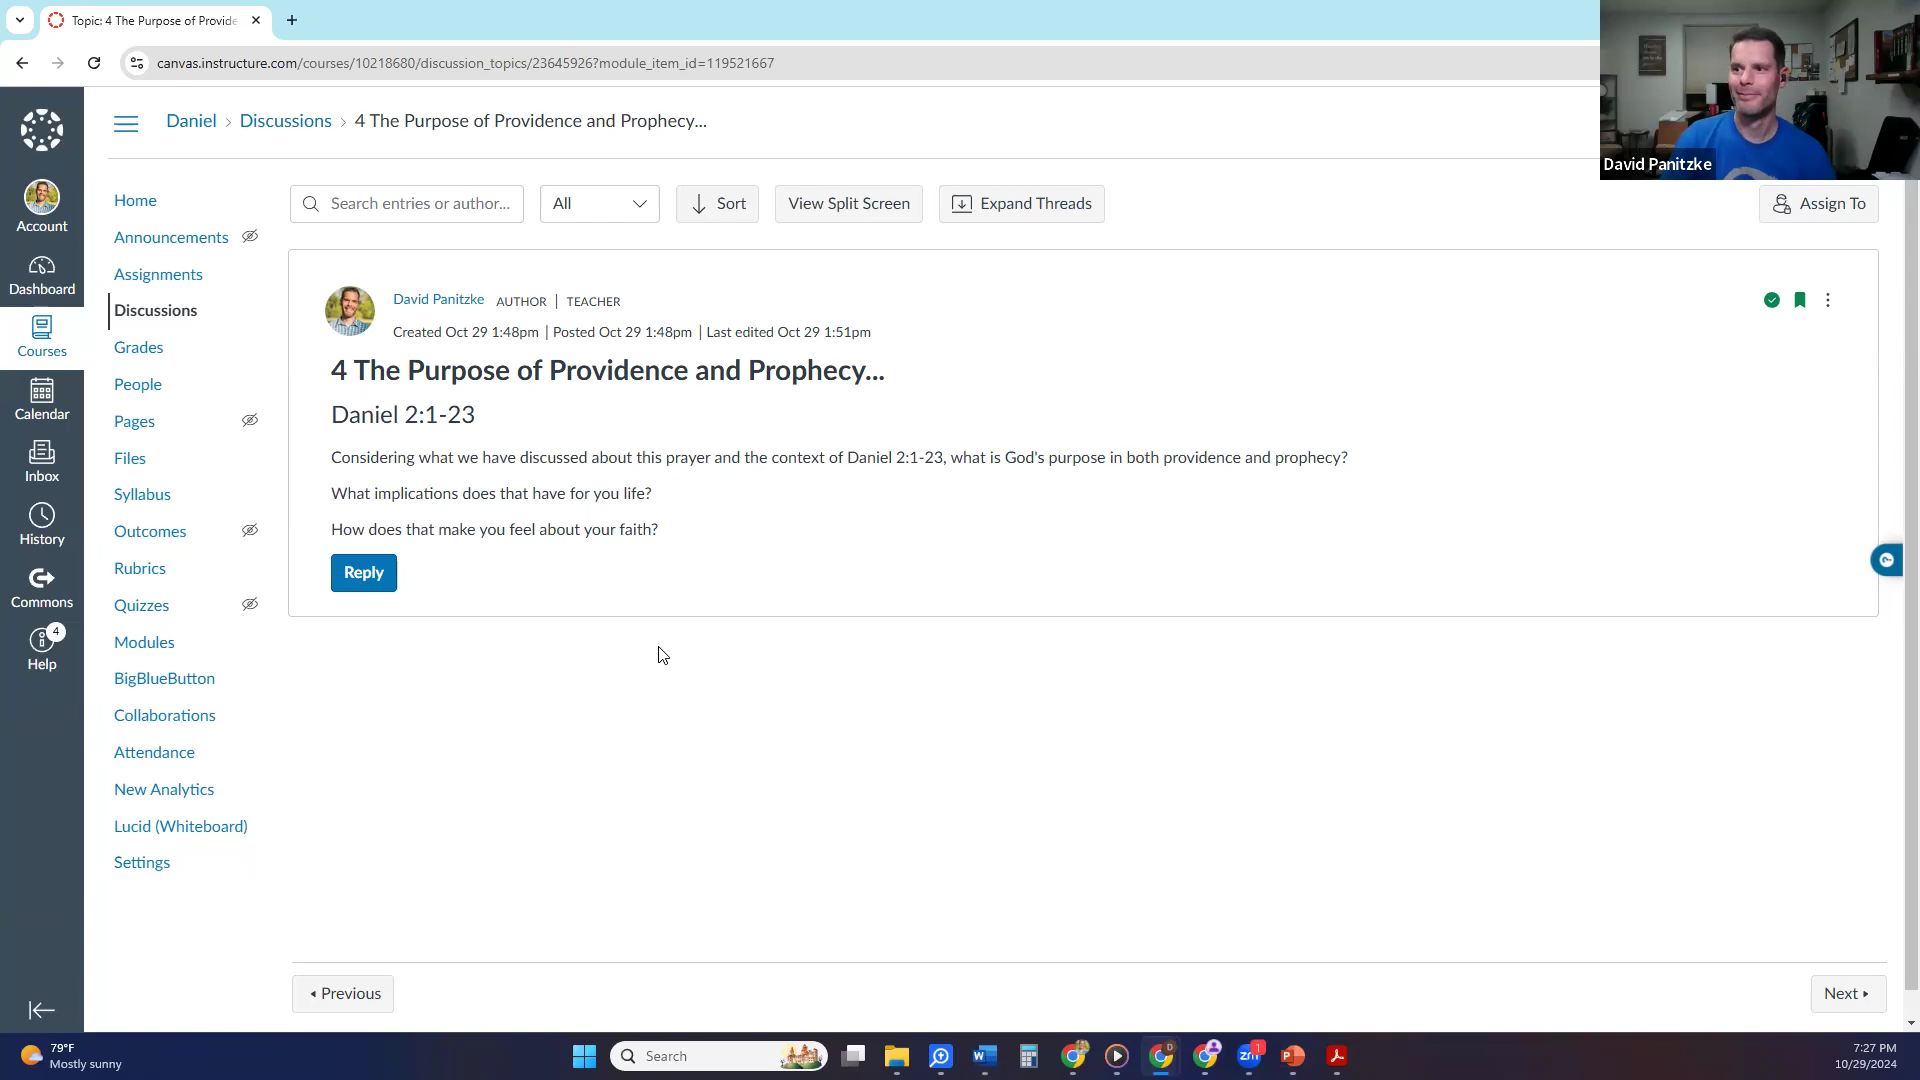 Topic: 4 The Purpose of Provide
canvas.instructure.com/courses/10218680/discussion_topics/23645926?module_item_id=119521667
David Panitzke
Daniel › Discussions › 4 The Purpose of Providence and Prophecy...
Account
Dashboard
Courses
Calendar
Inbox
History
Commons
4
Help
Home
Announcements
Assignments
Discussions
Grades
People
Pages
Files
Syllabus
Outcomes
Rubrics
Quizzes
Modules
BigBlueButton
Collaborations
Attendance
New Analytics
Lucid (Whiteboard)
Settings
Search entries or author...
All
Sort
View Split Screen
Expand Threads
Assign To
David Panitzke AUTHOR | TEACHER
Created Oct 29 1:48pm | Posted Oct 29 1:48pm | Last edited Oct 29 1:51pm
4 The Purpose of Providence and Prophecy...
Daniel 2:1-23
Considering what we have discussed about this prayer and the context of Daniel 2:1-23, what is God's purpose in both providence and prophecy?
What implications does that have for you life?
How does that make you feel about your faith?
Reply
Previous
Next
79°F
Mostly sunny
Search
D
zm
1
7:27 PM
10/29/2024